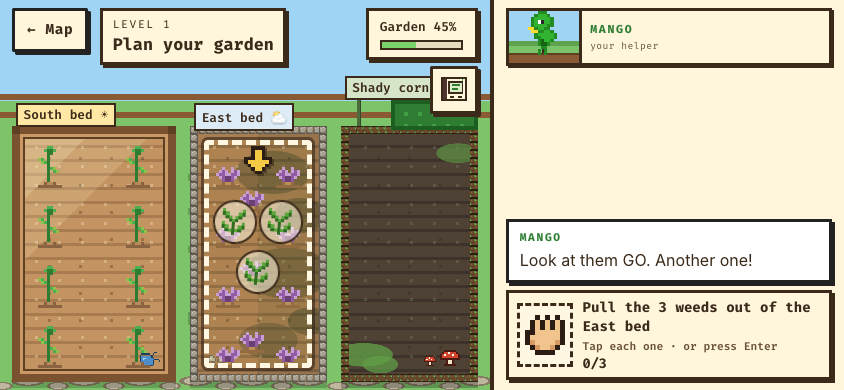 ← Map
LEVEL 1
Plan your garden
Garden 45%
South bed
East bed
Shady corn
MANGO
your helper
MANGO
Look at them GO. Another one!
Pull the 3 weeds out of the
East bed
Tap each one · or press Enter
0/3